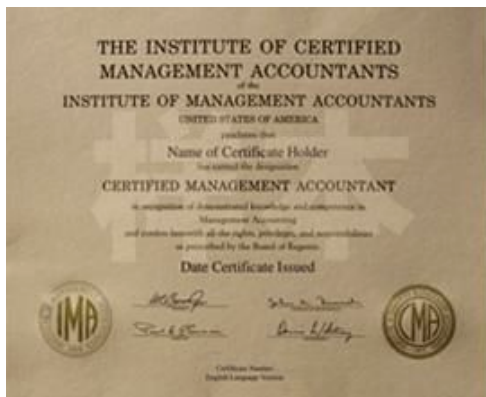 THE INSTITUTE OF CERTIFIED
MANAGEMENT ACCOUNTANTS
of the
INSTITUTE OF MANAGEMENT ACCOUNTANTS
UNITED STATES OF AMERICA
proclaims that
Name of Certificate Holder
has earned the designation
CERTIFIED MANAGEMENT ACCOUNTANT
in recognition of demonstrated knowledge and competence in
Management Accounting
and confers herewith all the rights, privileges, and responsibilities
as prescribed by the Board of Regents
Date Certificate Issued
IMA
CMA
Certificate Number
English Language Version